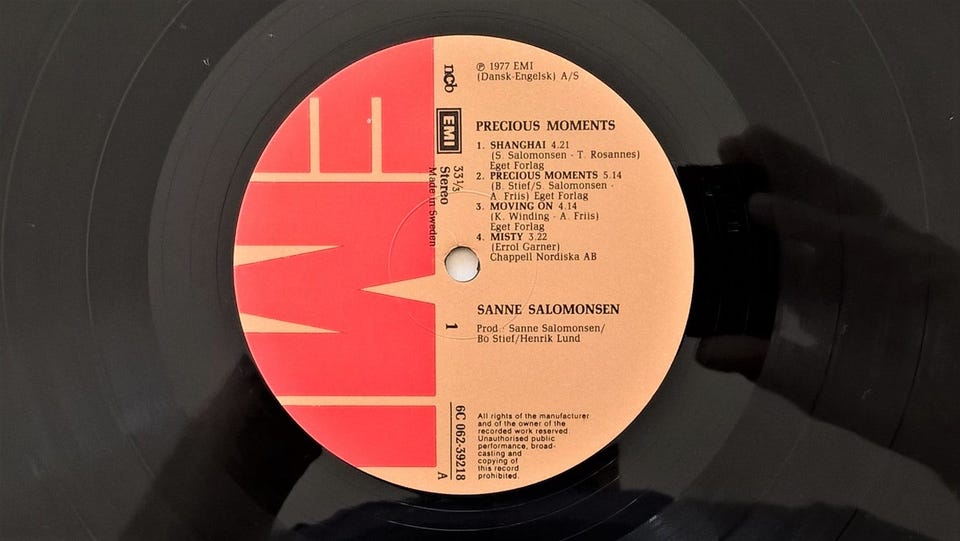 ℗ 1977 EMI
(Dansk-Engelsk) A/S
ncb
EMI
33 1/3
Stereo
Made in Sweden
PRECIOUS MOMENTS
1. SHANGHAI 4.21
(S. Salomonsen - T. Rosannes)
Eget Forlag
2. PRECIOUS MOMENTS 5.14
(B. Stief/S. Salomonsen -
A. Friis) Eget Forlag
3. MOVING ON 4.14
(K. Winding - A. Friis)
Eget Forlag
4. MISTY 3.22
(Errol Garner)
Chappell Nordiska AB
SANNE SALOMONSEN
1
Prod.: Sanne Salomonsen/
Bo Stief/Henrik Lund
6C 062-39218
A
All rights of the manufacturer
and of the owner of the
recorded work reserved.
Unauthorised public
performance, broad-
casting and
copying of
this record
prohibited.
EMI